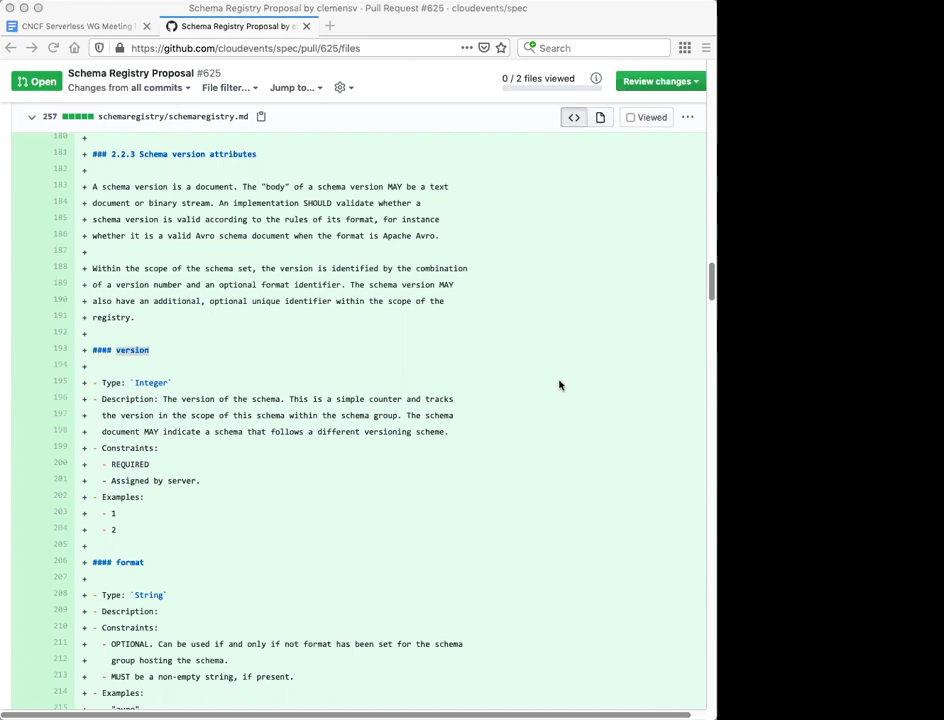 Schema Registry Proposal by clemensv · Pull Request #625 · cloudevents/spec
CNCF Serverless WG Meeting
Schema Registry Proposal by c
https://github.com/cloudevents/spec/pull/625/files
Search
Open
Schema Registry Proposal #625
Changes from all commits
File filter...
Jump to...
0 / 2 files viewed
Review changes
257
schemaregistry/schemaregistry.md
Viewed
180 +
181 + ### 2.2.3 Schema version attributes
182 +
183 + A schema version is a document. The "body" of a schema version MAY be a text
184 + document or binary stream. An implementation SHOULD validate whether a
185 + schema version is valid according to the rules of its format, for instance
186 + whether it is a valid Avro schema document when the format is Apache Avro.
187 +
188 + Within the scope of the schema set, the version is identified by the combination
189 + of a version number and an optional format identifier. The schema version MAY
190 + also have an additional, optional unique identifier within the scope of the
191 + registry.
192 +
193 + #### version
194 +
195 + - Type: `Integer`
196 + - Description: The version of the schema. This is a simple counter and tracks
197 + the version in the scope of this schema within the schema group. The schema
198 + document MAY indicate a schema that follows a different versioning scheme.
199 + - Constraints:
200 + - REQUIRED
201 + - Assigned by server.
202 + - Examples:
203 + - 1
204 + - 2
205 +
206 + #### format
207 +
208 + - Type: `String`
209 + - Description:
210 + - Constraints:
211 + - OPTIONAL. Can be used if and only if not format has been set for the schema
212 + group hosting the schema.
213 + - MUST be a non-empty string, if present.
214 + - Examples:
215 + - "avro"